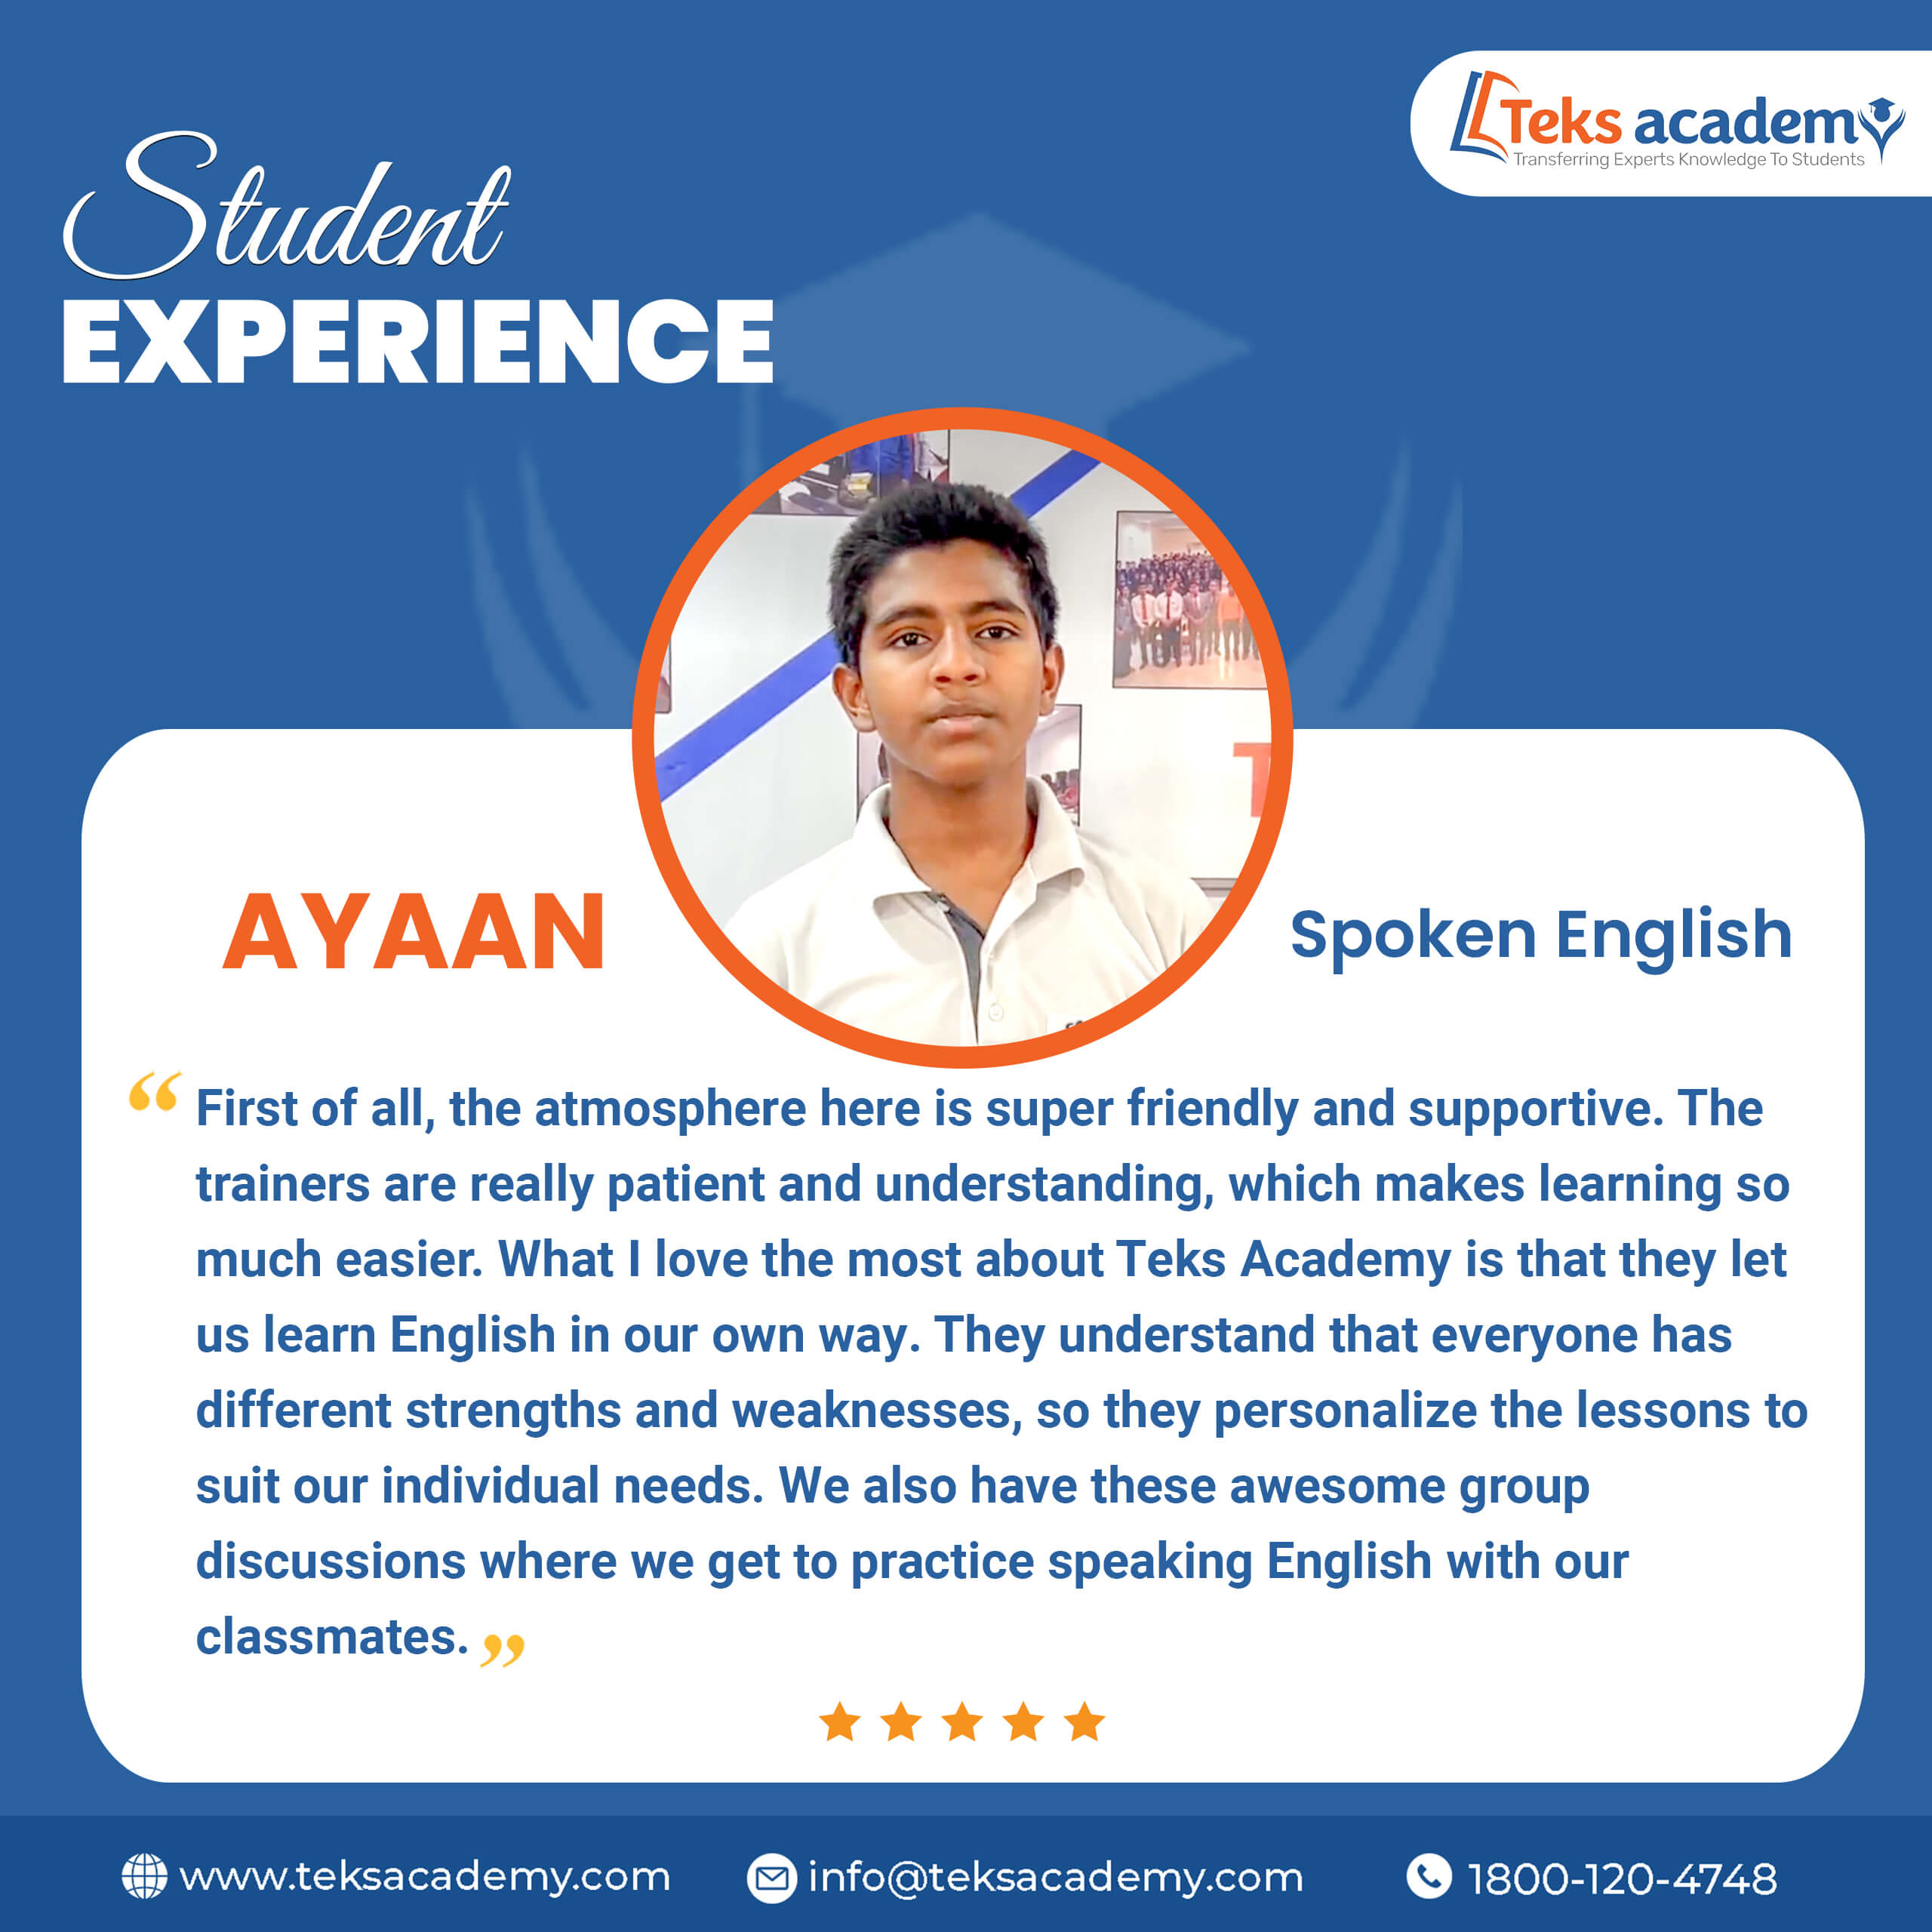 Teks academy
Transferring Experts Knowledge To Students
Student
EXPERIENCE
AYAAN
Spoken English
“ First of all, the atmosphere here is super friendly and supportive. The
trainers are really patient and understanding, which makes learning so
much easier. What I love the most about Teks Academy is that they let
us learn English in our own way. They understand that everyone has
different strengths and weaknesses, so they personalize the lessons to
suit our individual needs. We also have these awesome group
discussions where we get to practice speaking English with our
classmates. ”
www.teksacademy.com
info@teksacademy.com
1800-120-4748